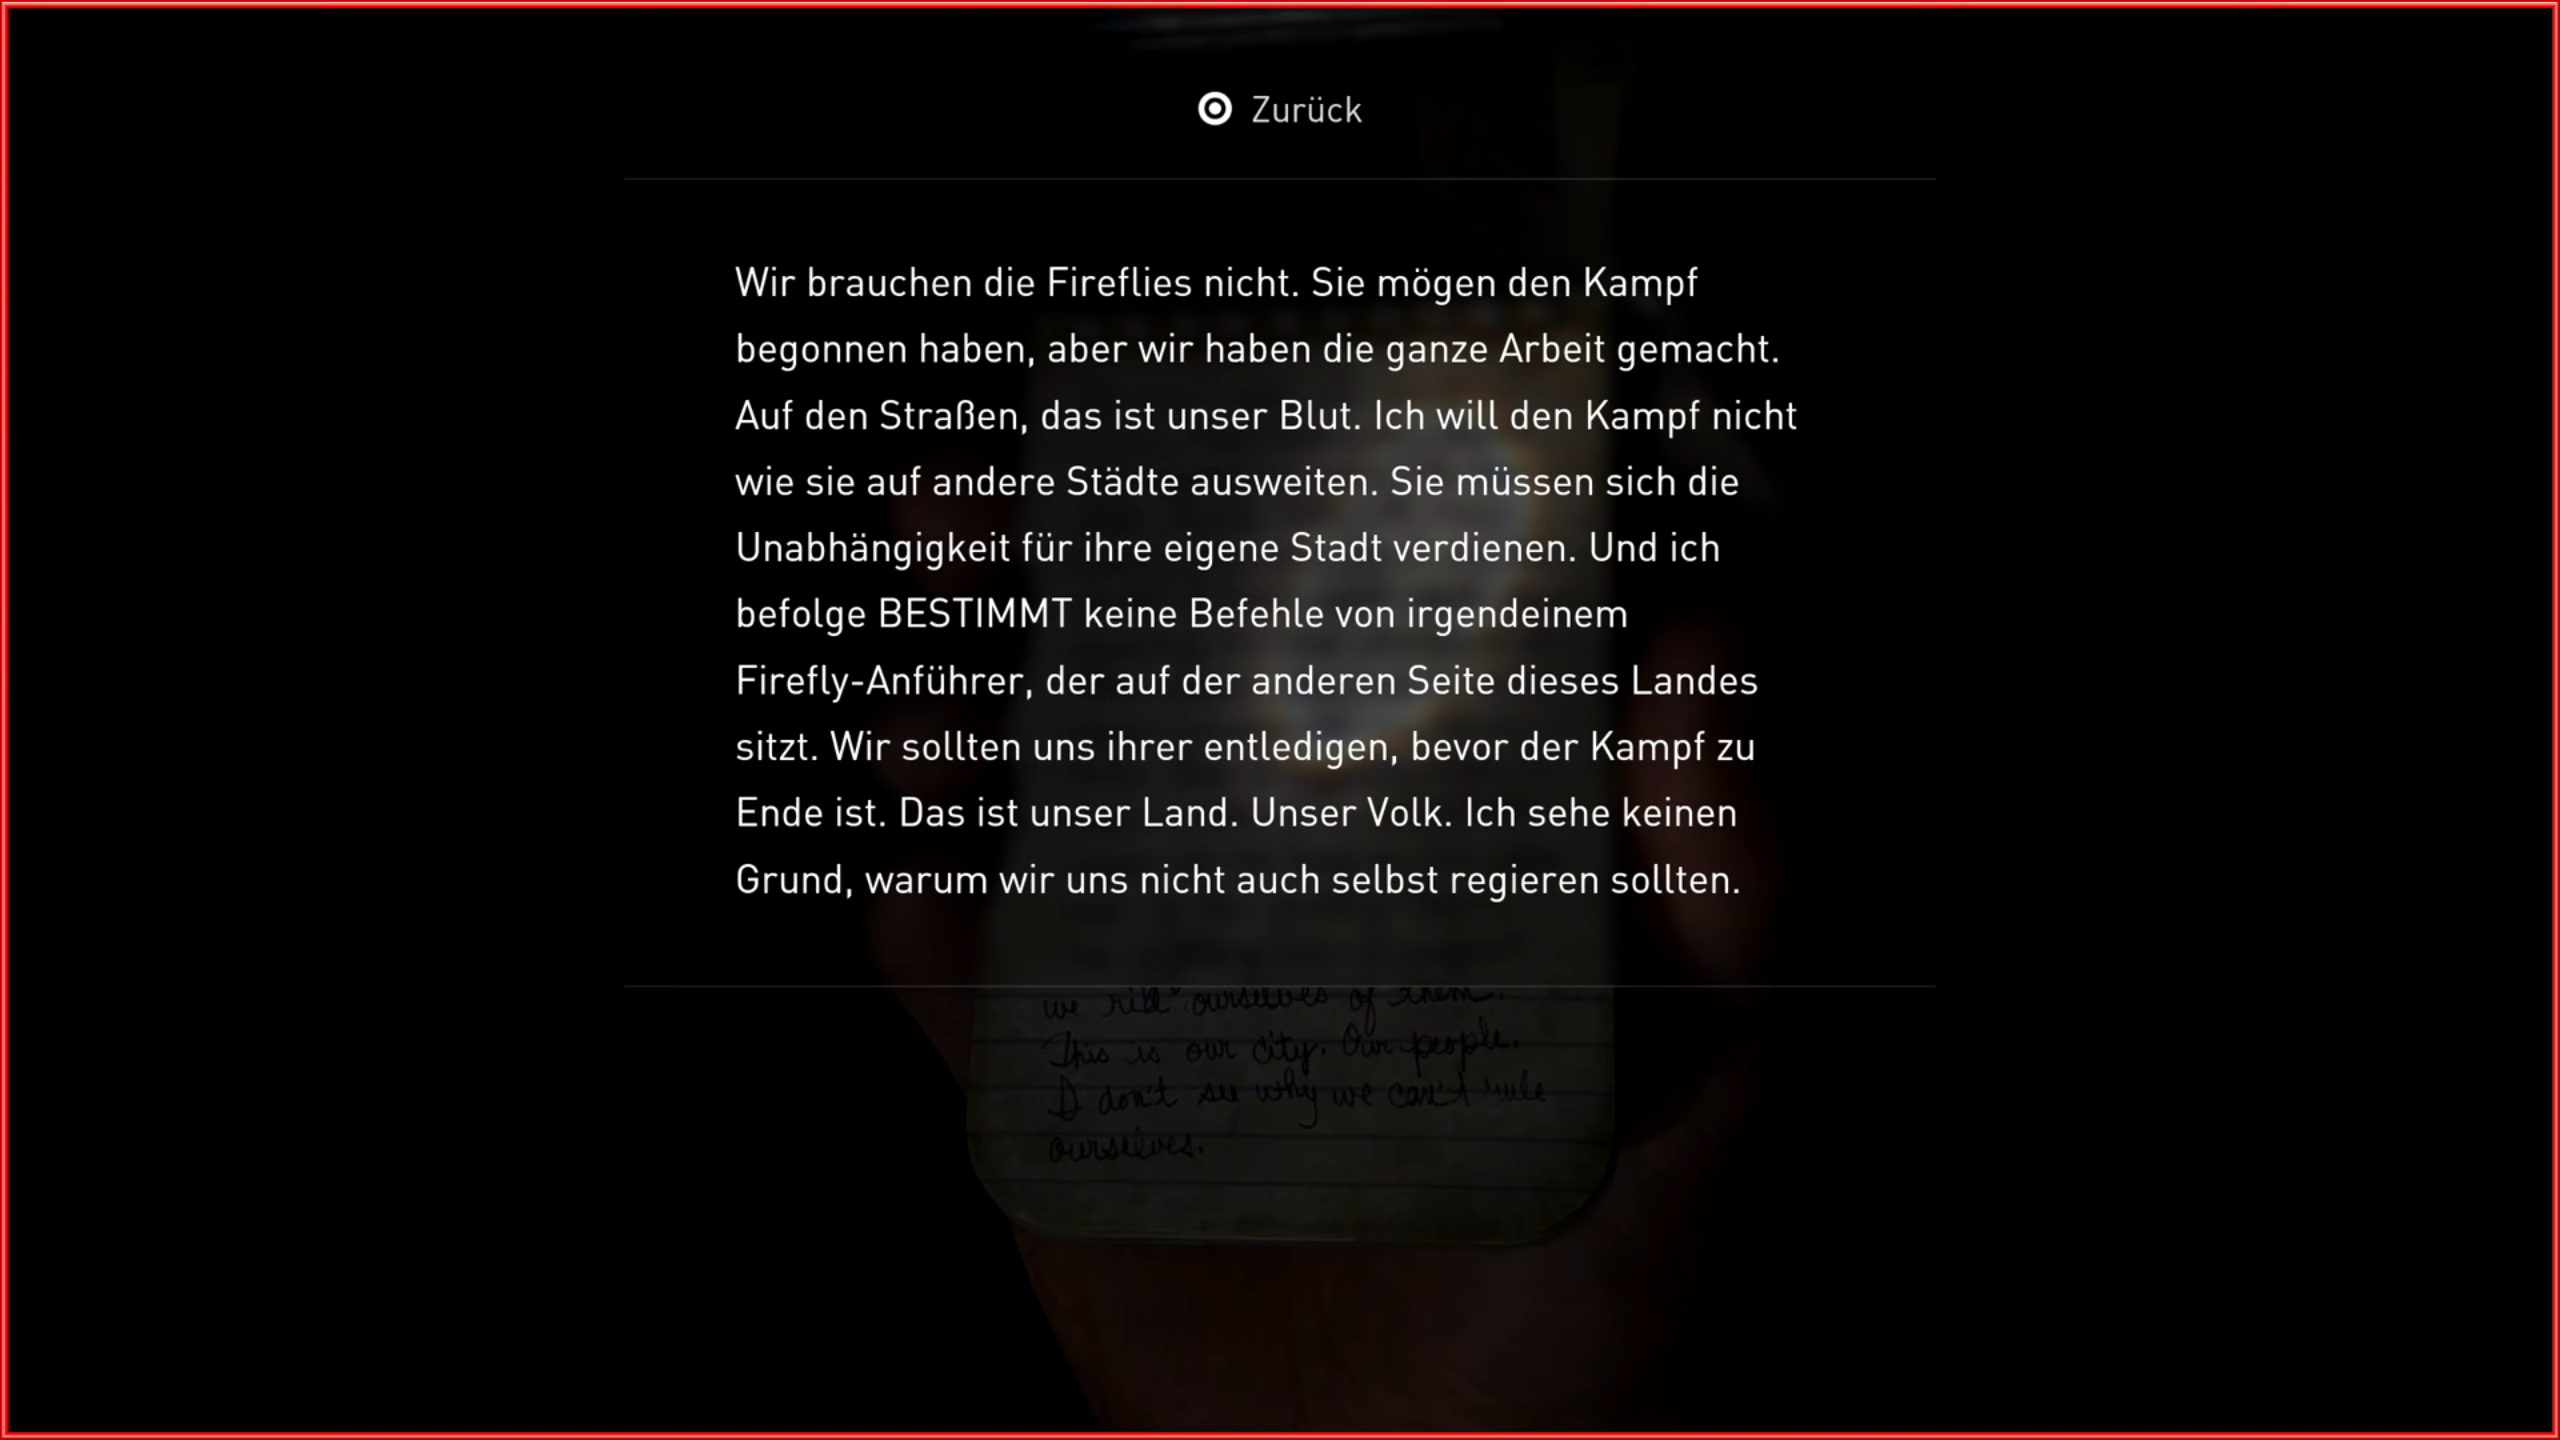 Zurück
Wir brauchen die Fireflies nicht. Sie mögen den Kampf
begonnen haben, aber wir haben die ganze Arbeit gemacht.
Auf den Straßen, das ist unser Blut. Ich will den Kampf nicht
wie sie auf andere Städte ausweiten. Sie müssen sich die
Unabhängigkeit für ihre eigene Stadt verdienen. Und ich
befolge BESTIMMT keine Befehle von irgendeinem
Firefly-Anführer, der auf der anderen Seite dieses Landes
sitzt. Wir sollten uns ihrer entledigen, bevor der Kampf zu
Ende ist. Das ist unser Land. Unser Volk. Ich sehe keinen
Grund, warum wir uns nicht auch selbst regieren sollten.
we rid ourselves of them.
This is our city. Our people.
I don't see why we can't rule
ourselves.